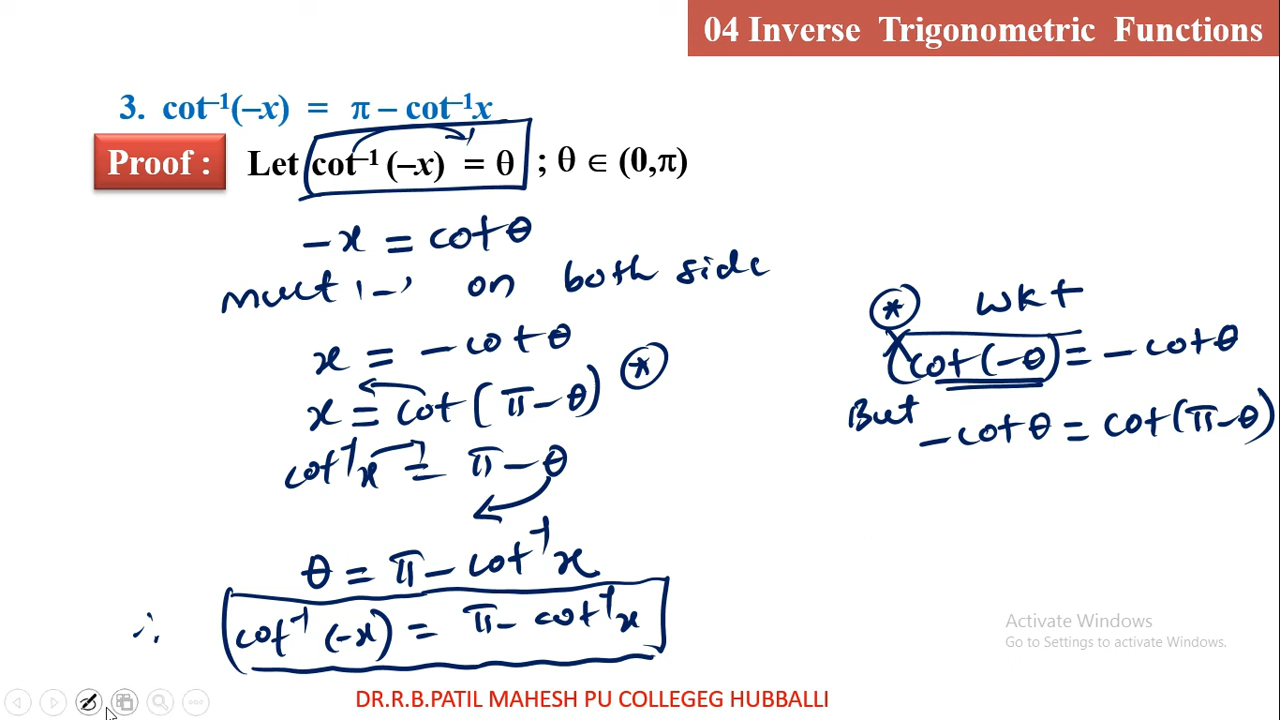 04 Inverse Trigonometric Functions
3. cot⁻¹(–x) = π – cot⁻¹x
Proof : Let cot⁻¹ (–x) = θ ; θ ∈ (0,π)
-x = cotθ
mult '-' on both side
x = -cotθ
x = cot(π-θ) *
cot⁻¹x = π-θ
θ = π - cot⁻¹x
∴ cot⁻¹(-x) = π - cot⁻¹x
* wkt
cot(-θ) = -cotθ
But -cotθ = cot(π-θ)
Activate Windows
Go to Settings to activate Windows.
DR.R.B.PATIL MAHESH PU COLLEGEG HUBBALLI